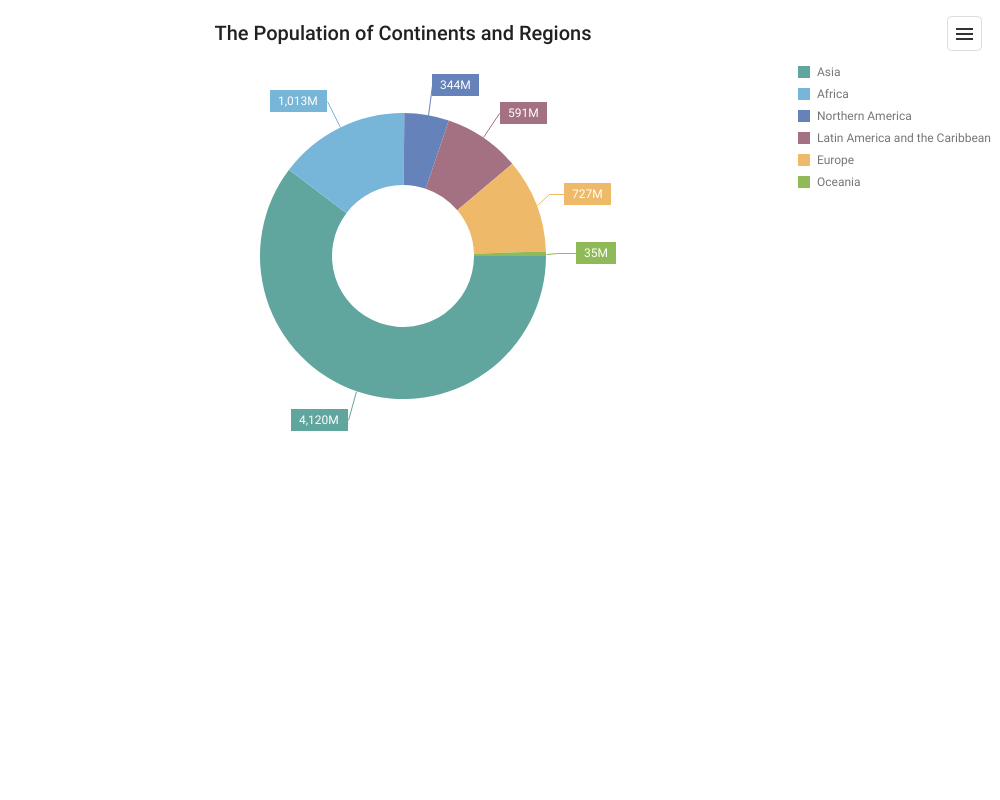 The Population of Continents and Regions
344M
1,013M
591M
727M
35M
4,120M
Asia
Africa
Northern America
Latin America and the Caribbean
Europe
Oceania